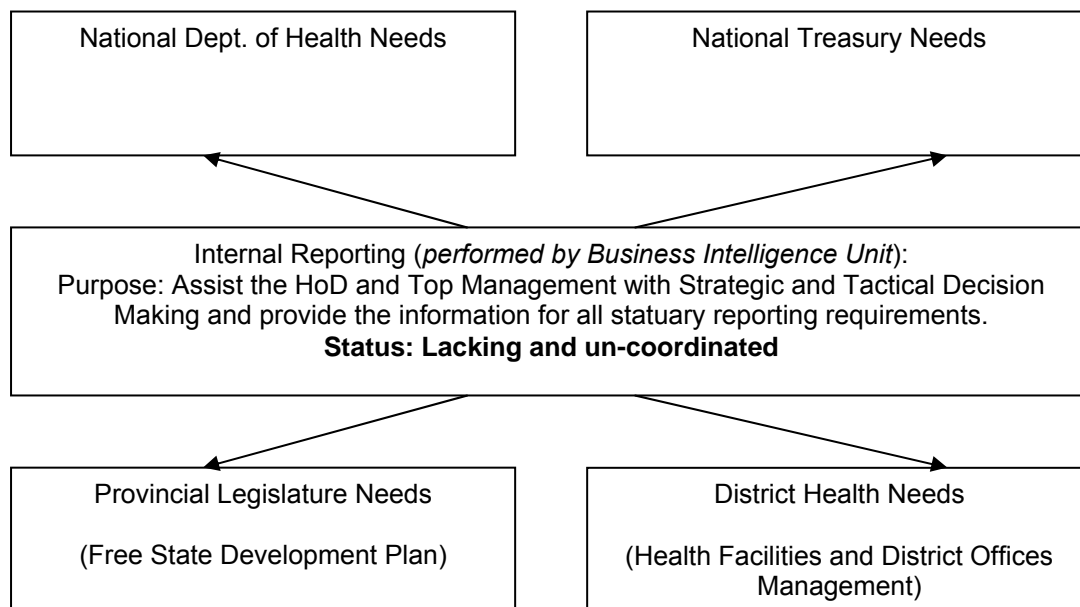 National Dept. of Health Needs
National Treasury Needs
Internal Reporting (performed by Business Intelligence Unit):
Purpose: Assist the HoD and Top Management with Strategic and Tactical Decision
Making and provide the information for all statuary reporting requirements.
Status: Lacking and un-coordinated
Provincial Legislature Needs
(Free State Development Plan)
District Health Needs
(Health Facilities and District Offices
Management)